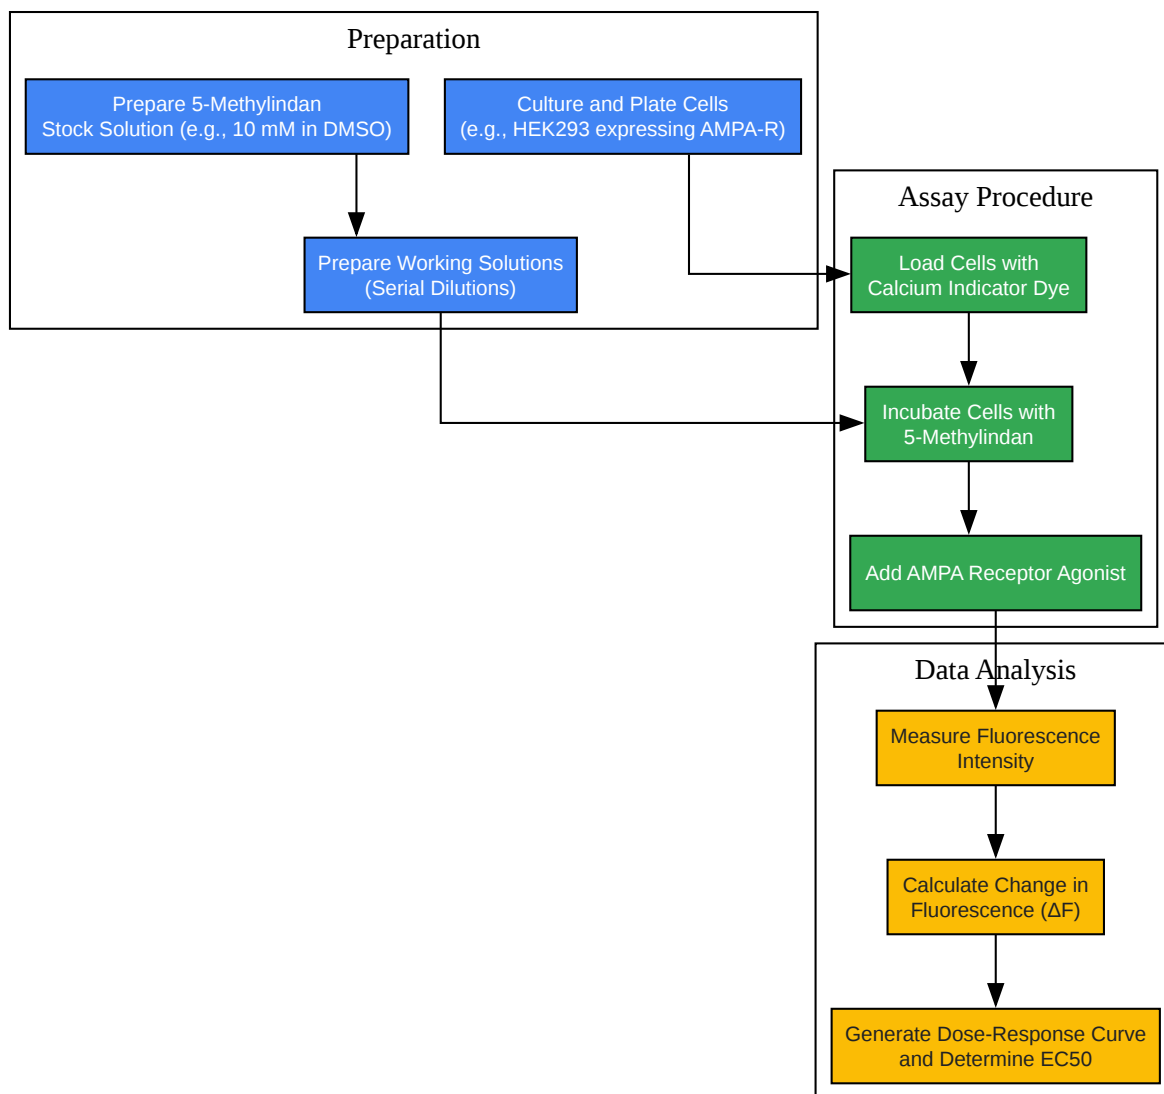 Preparation
Prepare 5-Methylindan
Stock Solution (e.g., 10 mM in DMSO)
Culture and Plate Cells
(e.g., HEK293 expressing AMPA-R)
Prepare Working Solutions
(Serial Dilutions)
Assay Procedure
Load Cells with
Calcium Indicator Dye
Incubate Cells with
5-Methylindan
Add AMPA Receptor Agonist
Data Analysis
Measure Fluorescence
Intensity
Calculate Change in
Fluorescence (ΔF)
Generate Dose-Response Curve
and Determine EC50